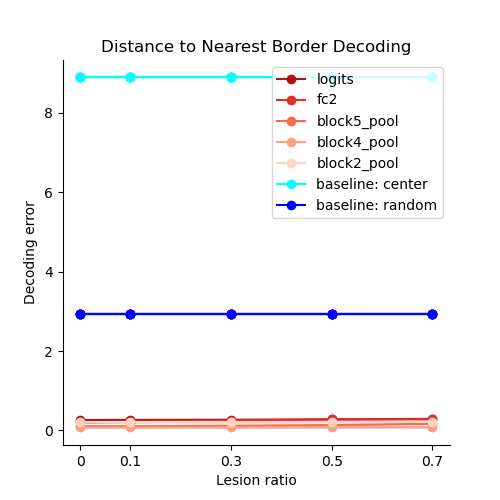 Distance to Nearest Border Decoding
logits
fc2
block5_pool
block4_pool
block2_pool
baseline: center
baseline: random
Decoding error
8
6
4
2
0
0
0.1
0.3
0.5
0.7
Lesion ratio